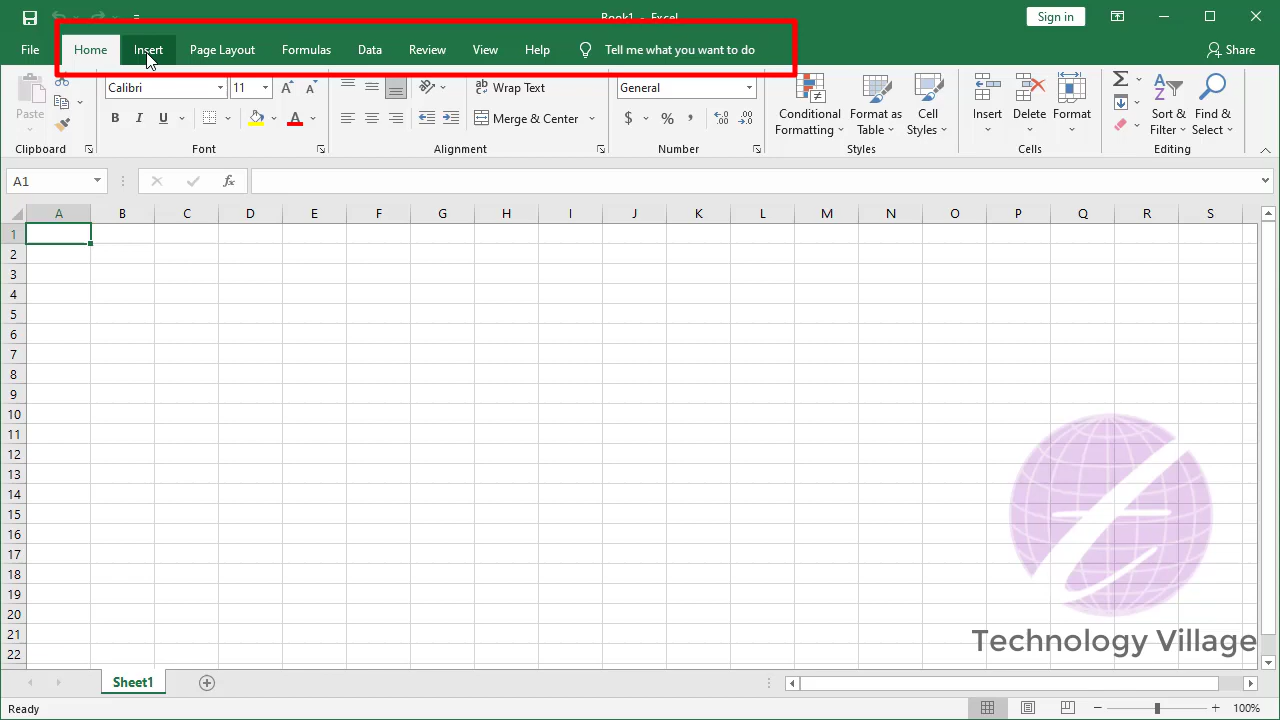 Book1 - Excel
Sign in
File Home Insert Page Layout Formulas Data Review View Help Tell me what you want to do Share
Calibri 11 Wrap Text General
Paste B I U Merge & Center $ % , .00 .0 Conditional Formatting Format as Table Cell Styles Insert Delete Format Sort & Filter Find & Select
Clipboard Font Alignment Number Styles Cells Editing
A1 fx
A B C D E F G H I J K L M N O P Q R S
1
2
3
4
5
6
7
8
9
10
11
12
13
14
15
16
17
18
19
20
21
22
Technology Village
Sheet1
Ready 100%